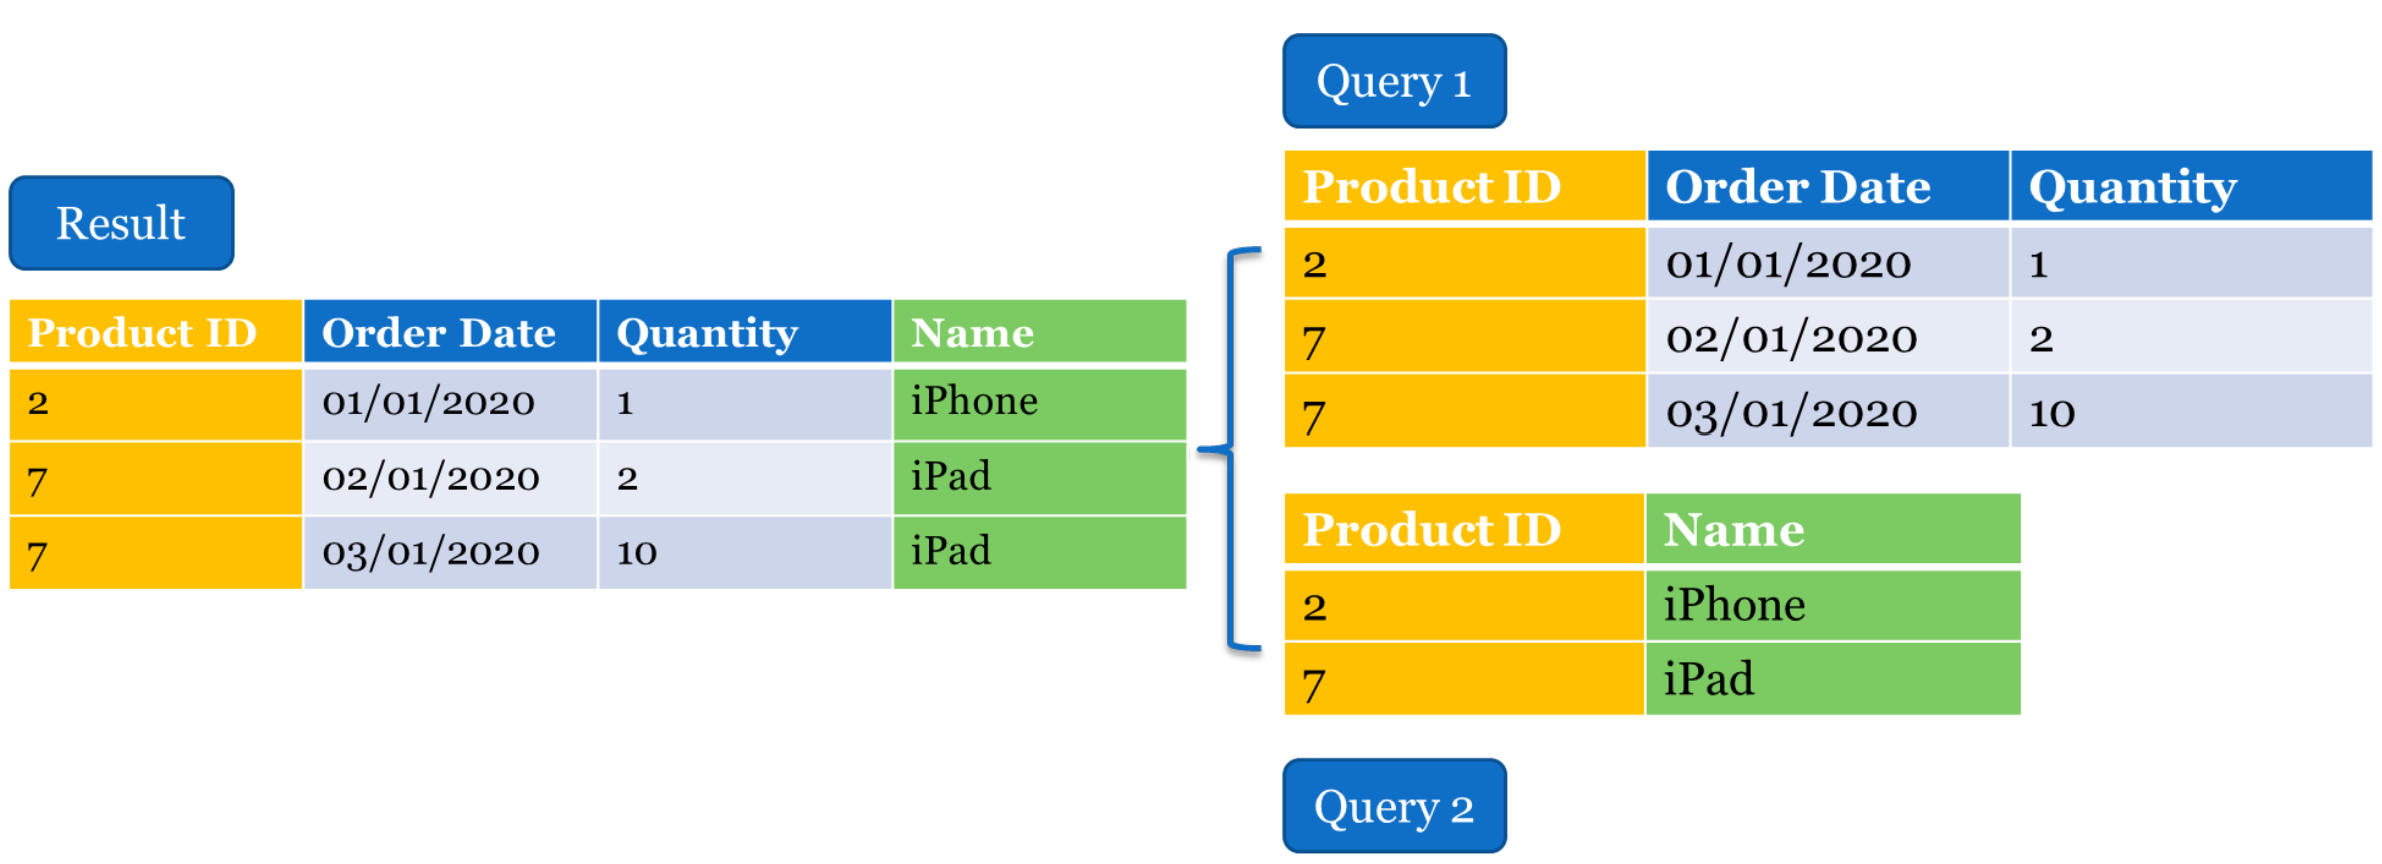 Result
Product ID Order Date Quantity Name
2 01/01/2020 1 iPhone
7 02/01/2020 2 iPad
7 03/01/2020 10 iPad
Query 1
Product ID Order Date Quantity
2 01/01/2020 1
7 02/01/2020 2
7 03/01/2020 10
Product ID Name
2 iPhone
7 iPad
Query 2